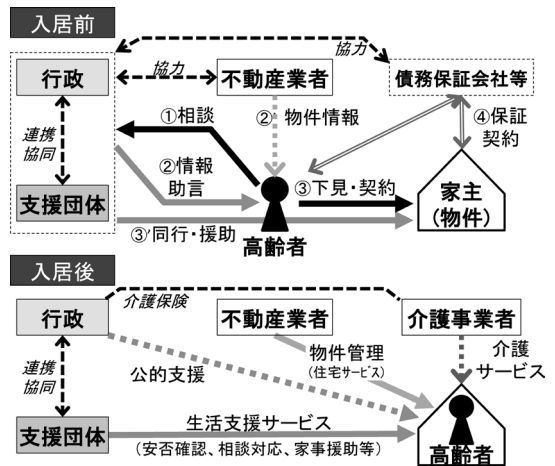 入居前
協力
協力
行政
不動産業者
債務保証会社等
①相談
②' 物件情報
④保証
契約
連携
協同
②情報
助言
③下見・契約
家主
(物件)
支援団体
③'同行・援助
高齢者
入居後
介護保険
行政
不動産業者
介護事業者
連携
協同
公的支援
物件管理
(住宅サービス)
介護
サービス
生活支援サービス
支援団体
(安否確認、相談対応、家事援助等)
高齢者